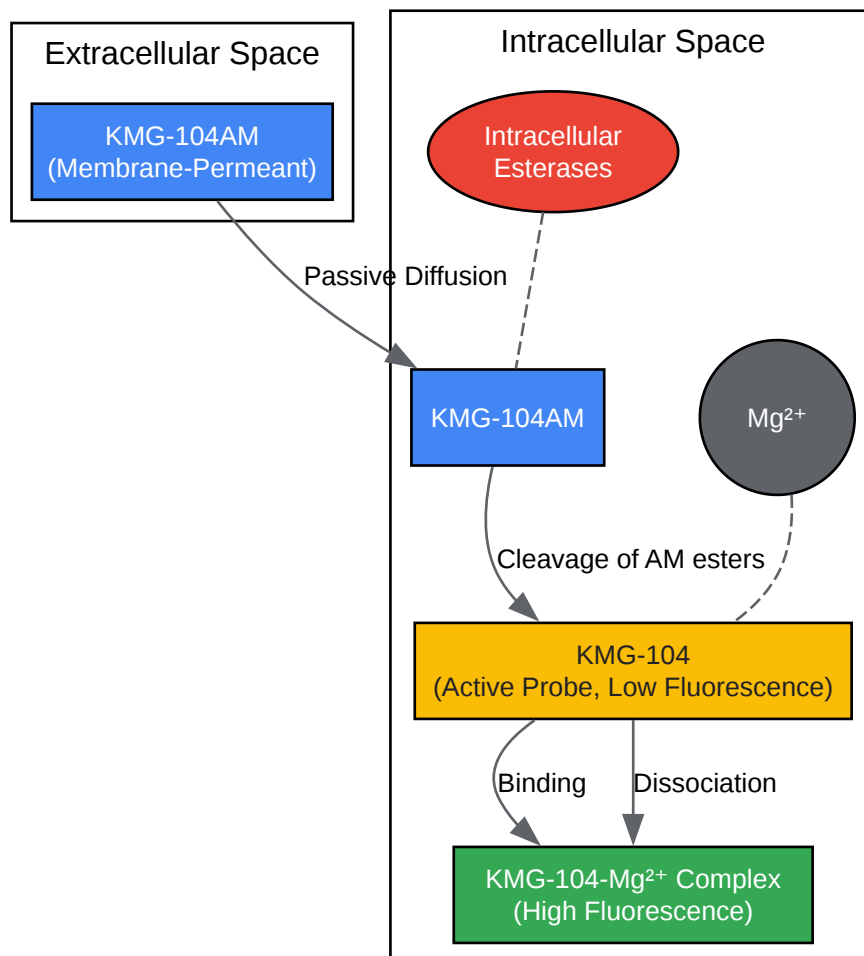 Extracellular Space
KMG-104AM
(Membrane-Permeant)
Intracellular Space
Intracellular
Esterases
Passive Diffusion
KMG-104AM
Mg²⁺
Cleavage of AM esters
KMG-104
(Active Probe, Low Fluorescence)
Binding
Dissociation
KMG-104-Mg²⁺ Complex
(High Fluorescence)